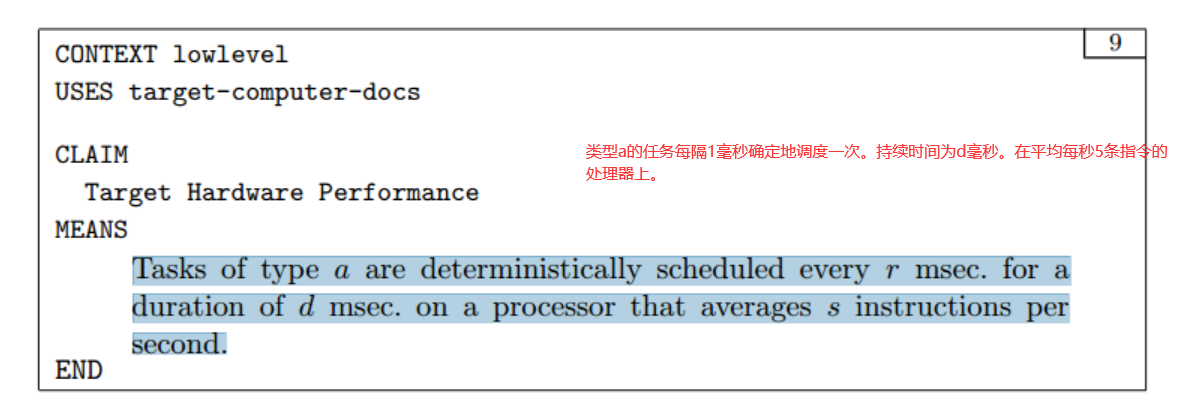 9
CONTEXT lowlevel
USES target-computer-docs
CLAIM
类型a的任务每隔1毫秒确定地调度一次。持续时间为d毫秒。在平均每秒5条指令的
处理器上。
Target Hardware Performance
MEANS
Tasks of type a are deterministically scheduled every r msec. for a
duration of d msec. on a processor that averages s instructions per
second.
END